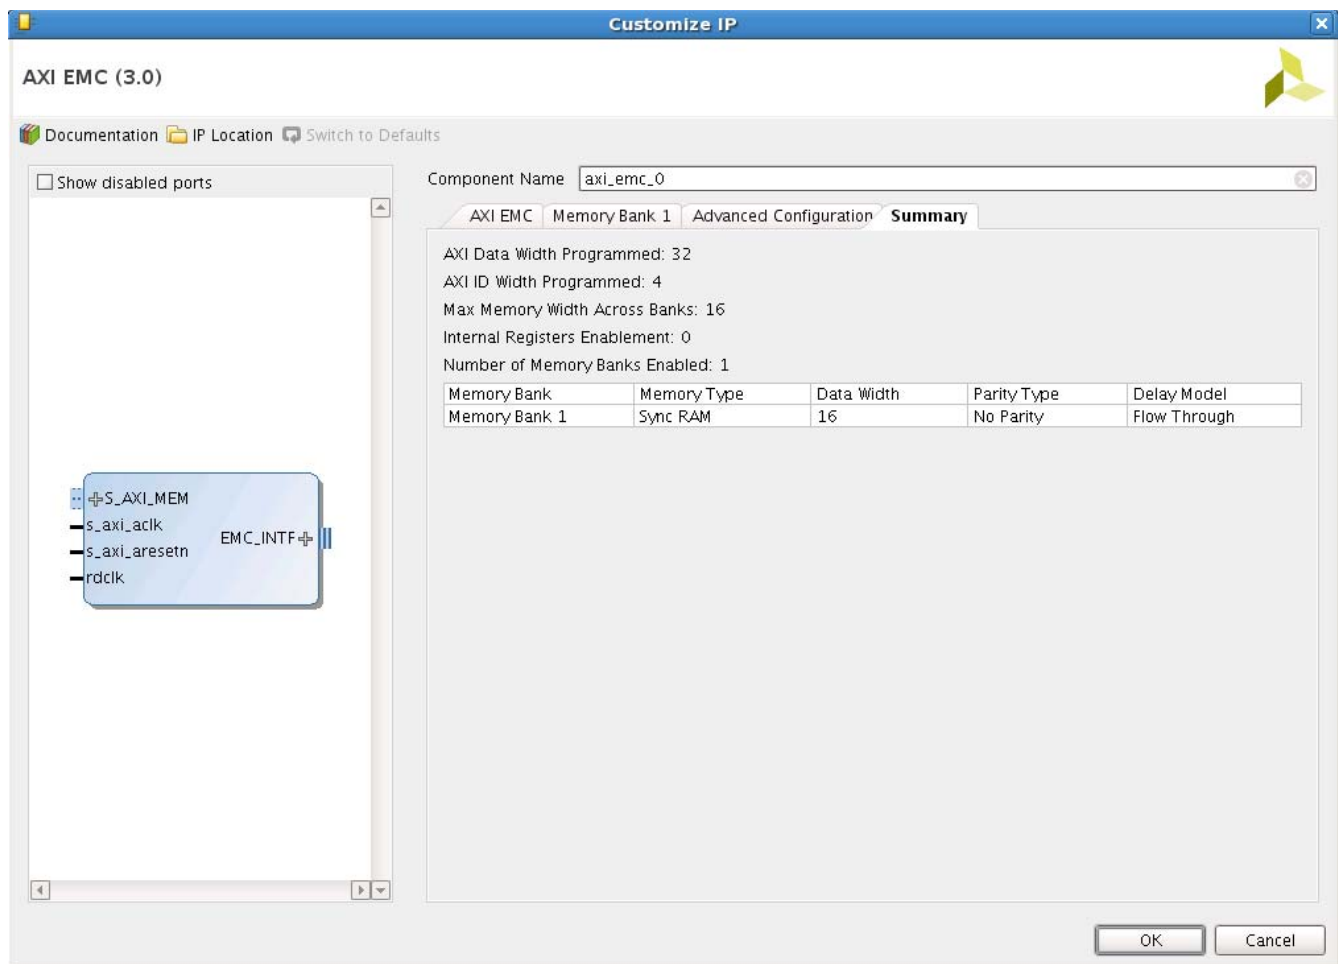 Customize IP
AXI EMC (3.0)
Documentation IP Location Switch to Defaults
Show disabled ports
S_AXI_MEM
s_axi_aclk
s_axi_aresetn
rdclk
EMC_INTF
Component Name axi_emc_0
AXI EMC Memory Bank 1 Advanced Configuration Summary
AXI Data Width Programmed: 32
AXI ID Width Programmed: 4
Max Memory Width Across Banks: 16
Internal Registers Enablement: 0
Number of Memory Banks Enabled: 1
Memory Bank Memory Type Data Width Parity Type Delay Model
Memory Bank 1 Sync RAM 16 No Parity Flow Through
OK Cancel